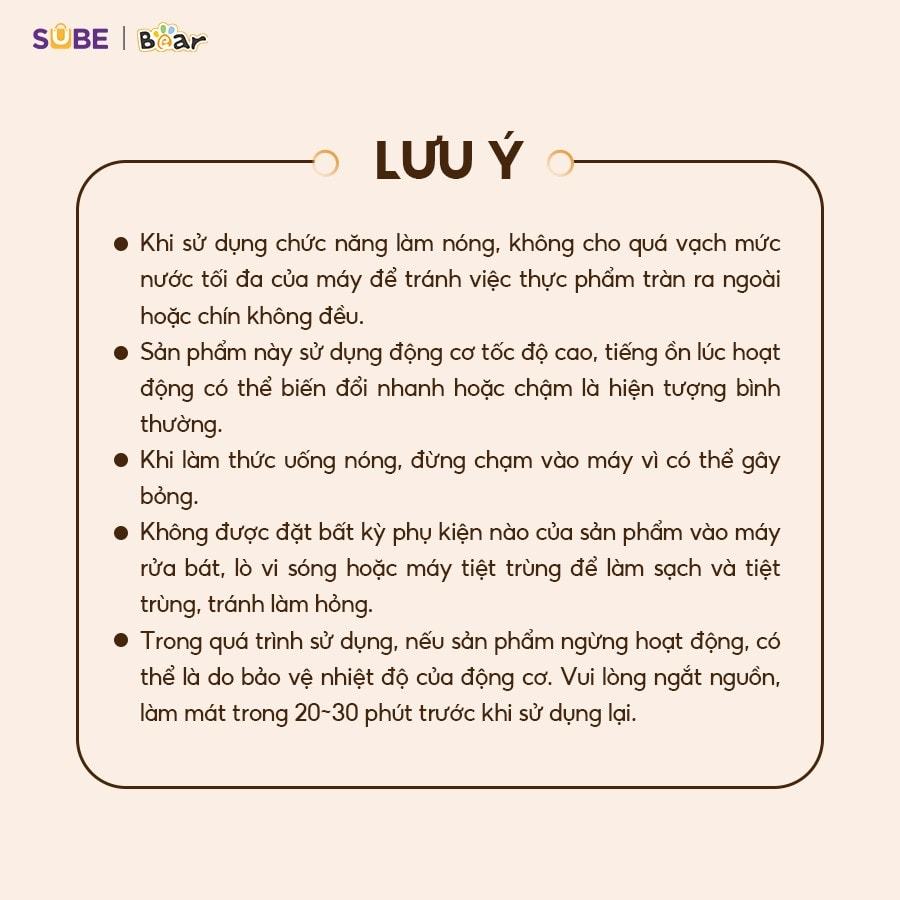 SUBE | Bear
LƯU Ý
● Khi sử dụng chức năng làm nóng, không cho quá vạch mức
nước tối đa của máy để tránh việc thực phẩm tràn ra ngoài
hoặc chín không đều.
● Sản phẩm này sử dụng động cơ tốc độ cao, tiếng ồn lúc hoạt
động có thể biến đổi nhanh hoặc chậm là hiện tượng bình
thường.
● Khi làm thức uống nóng, đừng chạm vào máy vì có thể gây
bỏng.
● Không được đặt bất kỳ phụ kiện nào của sản phẩm vào máy
rửa bát, lò vi sóng hoặc máy tiệt trùng để làm sạch và tiệt
trùng, tránh làm hỏng.
● Trong quá trình sử dụng, nếu sản phẩm ngừng hoạt động, có
thể là do bảo vệ nhiệt độ của động cơ. Vui lòng ngắt nguồn,
làm mát trong 20~30 phút trước khi sử dụng lại.